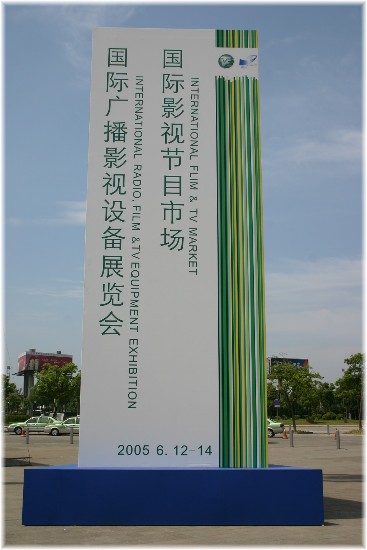 国际影视节目市场
INTERNATIONAL FLIM & TV MARKET
国际广播影视设备展览会
INTERNATIONAL RADIO, FILM & TV EQUIPMENT EXHIBITION
2005 6. 12-14